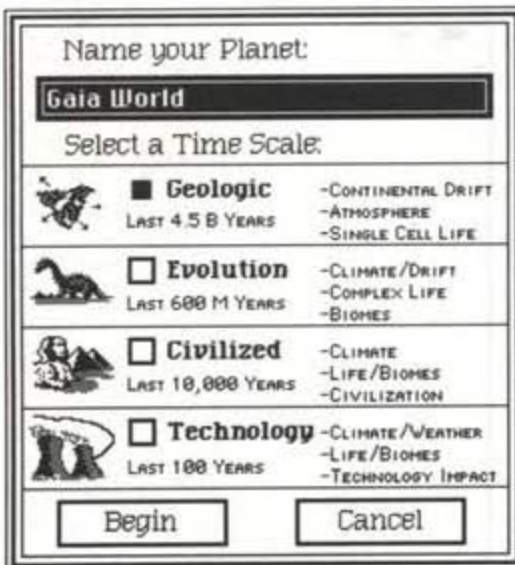 Name your Planet:
Gaia World
Select a Time Scale:
Geologic
LAST 4.5 B YEARS
-CONTINENTAL DRIFT
-ATMOSPHERE
-SINGLE CELL LIFE
Evolution
LAST 600 M YEARS
-CLIMATE/DRIFT
-COMPLEX LIFE
-BIOMES
Civilized
LAST 10,000 YEARS
-CLIMATE
-LIFE/BIOMES
-CIVILIZATION
Technology
LAST 100 YEARS
-CLIMATE/WEATHER
-LIFE/BIOMES
-TECHNOLOGY IMPACT
Begin
Cancel